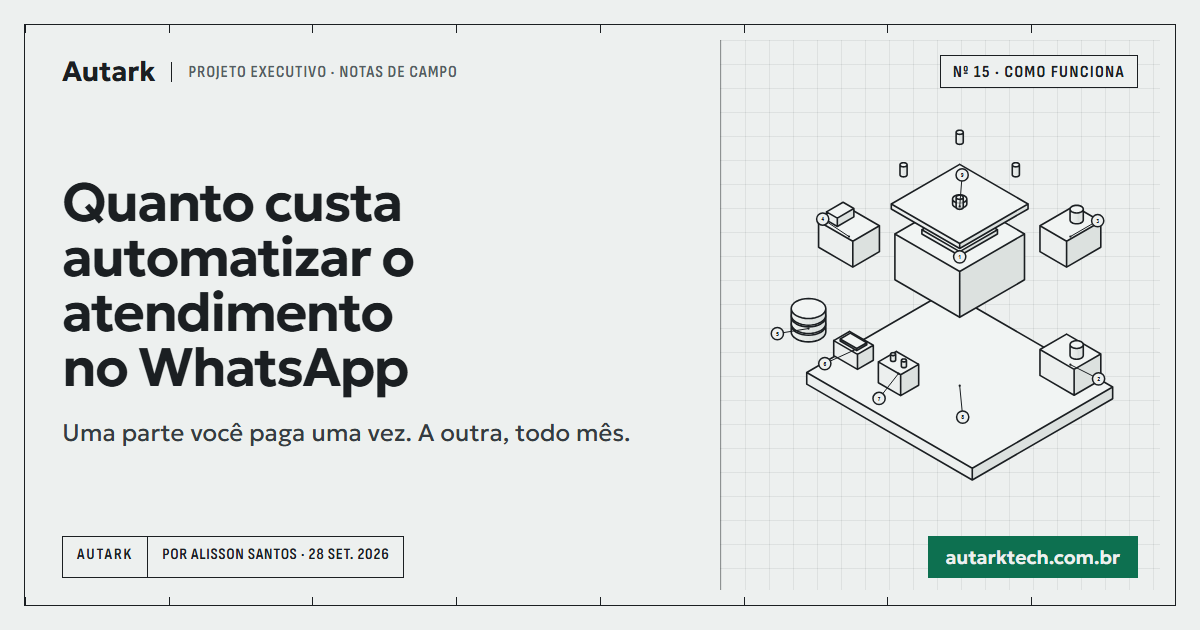 Autark
PROJETO EXECUTIVO · NOTAS DE CAMPO
Nº 15 · COMO FUNCIONA
Quanto custa
automatizar o
atendimento
no WhatsApp
Uma parte você paga uma vez. A outra, todo mês.
AUTARK
POR ALISSON SANTOS · 28 SET. 2026
autarktech.com.br